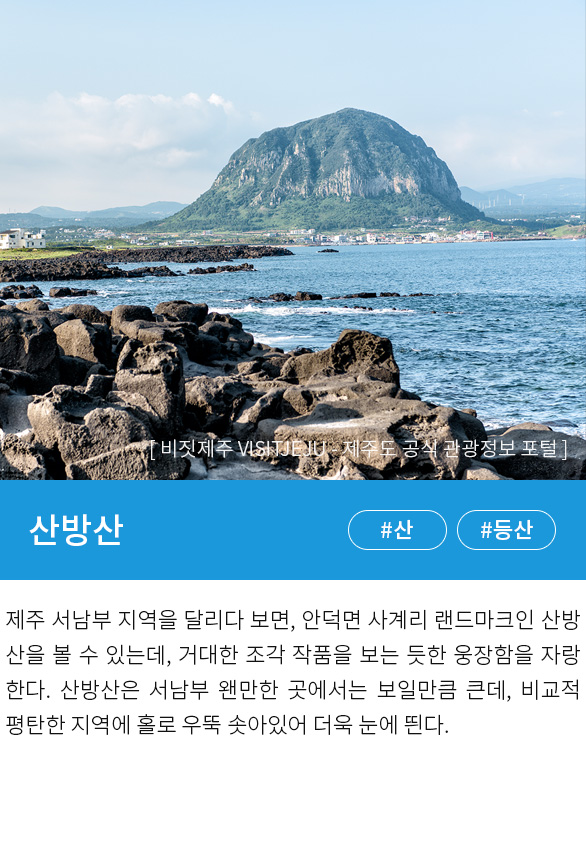 [ 비짓제주 VISITJEJU - 제주도 공식 관광정보 포털 ]
산방산
#산
#등산
제주 서남부 지역을 달리다 보면, 안덕면 사계리 랜드마크인 산방
산을 볼 수 있는데, 거대한 조각 작품을 보는 듯한 웅장함을 자랑
한다. 산방산은 서남부 왠만한 곳에서는 보일만큼 큰데, 비교적
평탄한 지역에 홀로 우뚝 솟아있어 더욱 눈에 띈다.